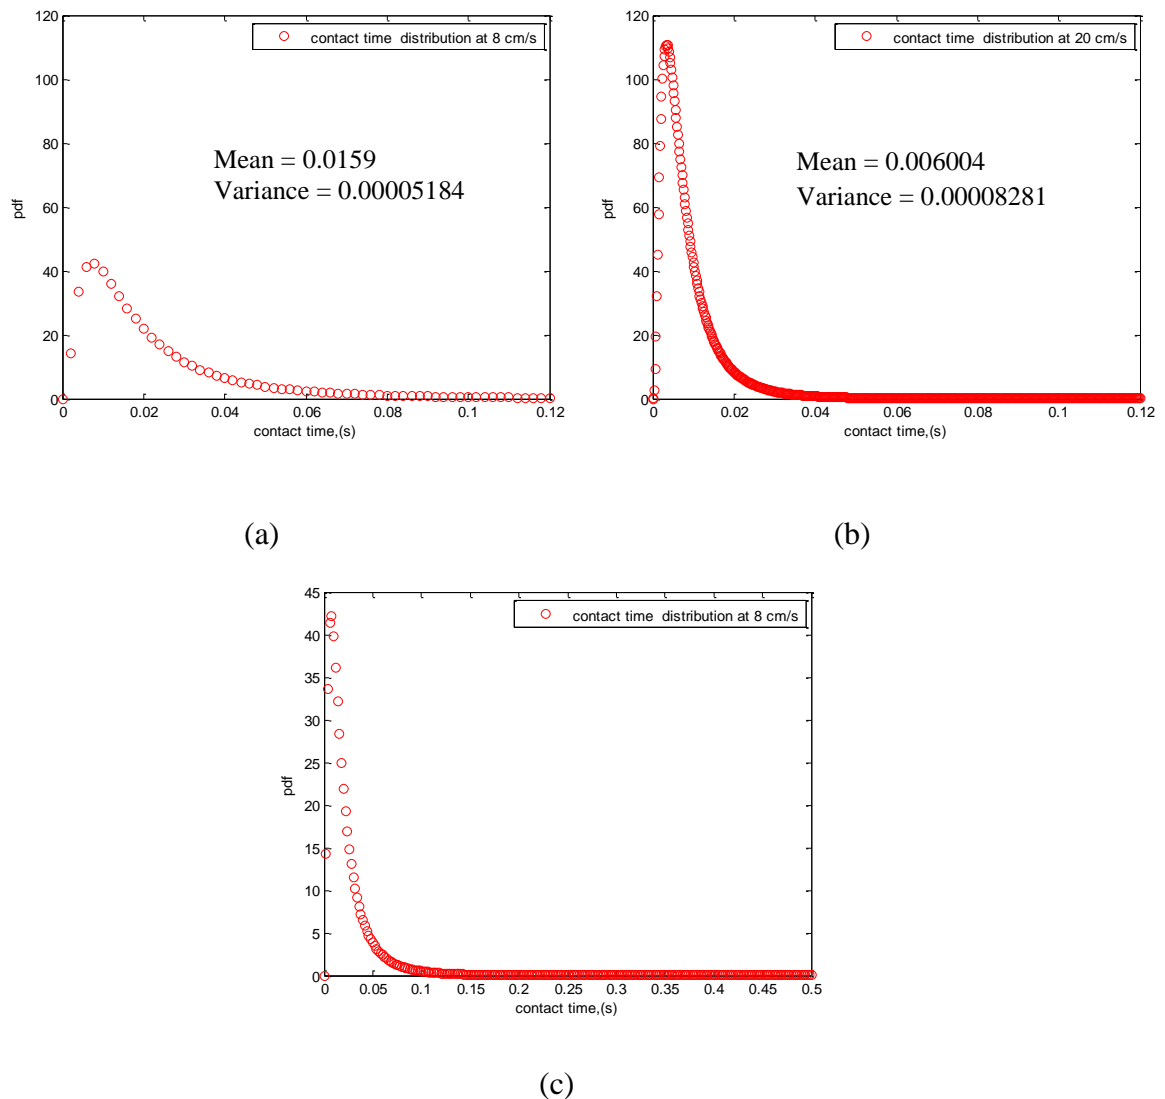 120
100
80
60
40
20
0
pdf
contact time distribution at 8 cm/s
Mean = 0.0159
Variance = 0.00005184
0 0.02 0.04 0.06 0.08 0.1 0.12
contact time,(s)
(a)
120
100
80
60
40
20
0
pdf
contact time distribution at 20 cm/s
Mean = 0.006004
Variance = 0.00008281
0 0.02 0.04 0.06 0.08 0.1 0.12
contact time,(s)
(b)
45
40
35
30
25
20
15
10
5
0
pdf
contact time distribution at 8 cm/s
0 0.05 0.1 0.15 0.2 0.25 0.3 0.35 0.4 0.45 0.5
contact time,(s)
(c)